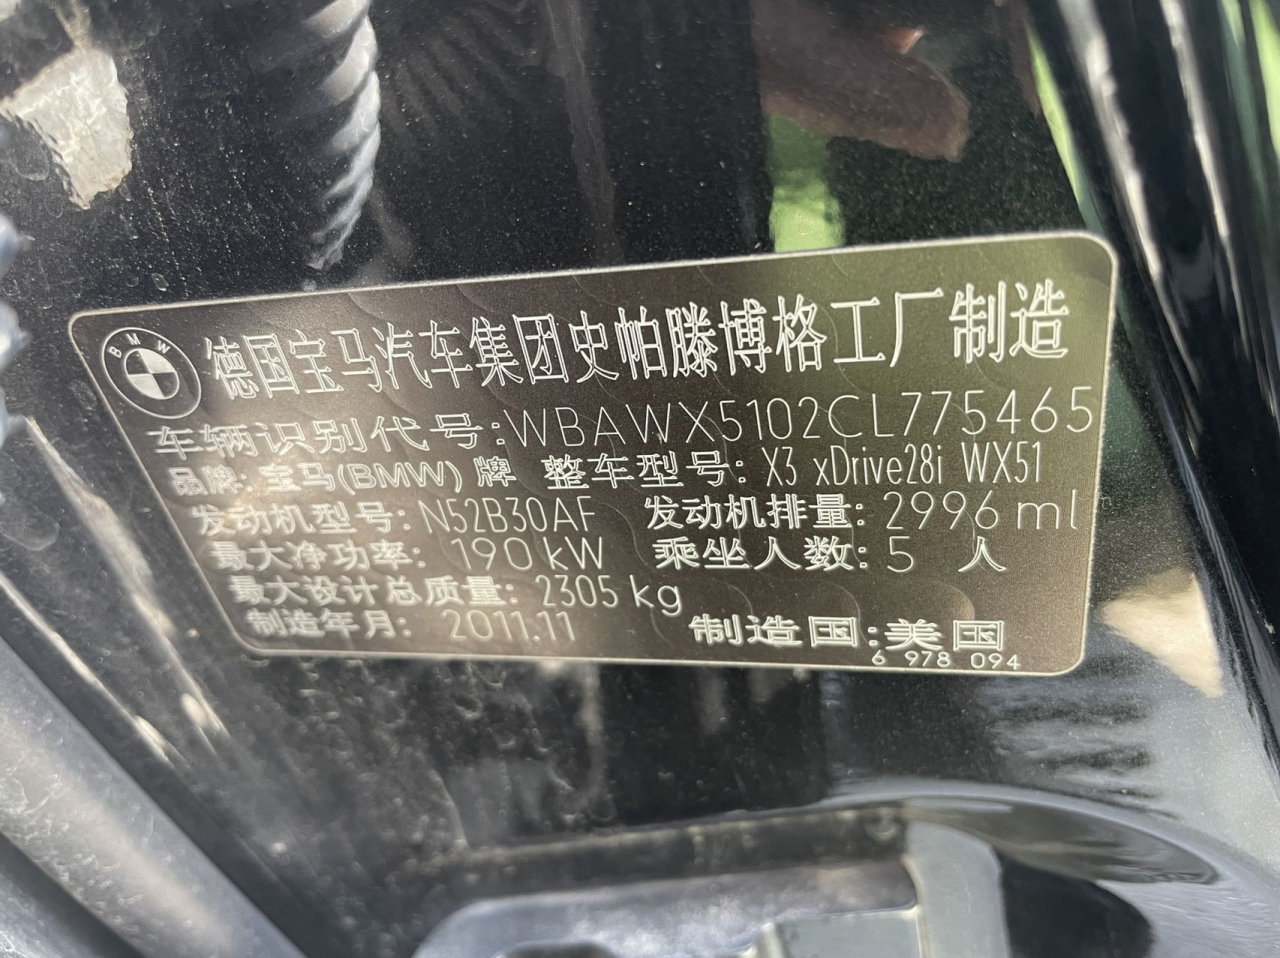 BMW 德国宝马汽车集团史帕滕博格工厂制造
车辆识别代号:WBAWX5102CL775465
品牌: 宝马(BMW) 牌 整车型号: X3 xDrive28i WX51
发动机型号: N52B30AF 发动机排量: 2996 ml
最大净功率: 190 kW 乘坐人数: 5 人
最大设计总质量: 2305 kg
制造年月: 2011.11 制造国:美国
6 978 094